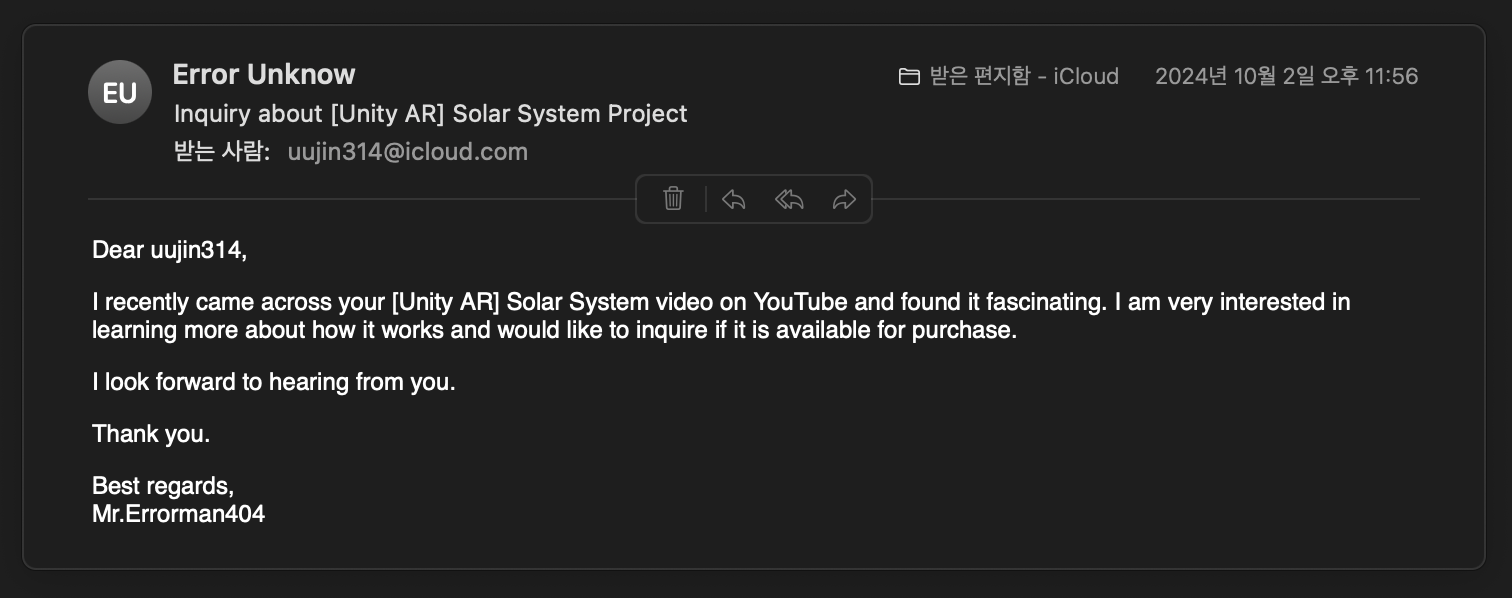 EU
Error Unknow
받은 편지함 - iCloud
2024년 10월 2일 오후 11:56
Inquiry about [Unity AR] Solar System Project
받는 사람: uujin314@icloud.com
Dear uujin314,
I recently came across your [Unity AR] Solar System video on YouTube and found it fascinating. I am very interested in
learning more about how it works and would like to inquire if it is available for purchase.
I look forward to hearing from you.
Thank you.
Best regards,
Mr.Errorman404